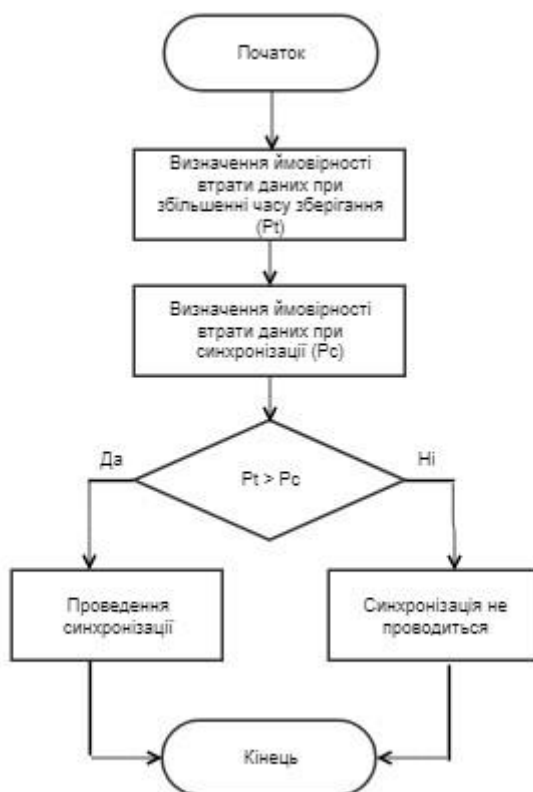 Початок
Визначення ймовірності
втрати даних при
збільшенні часу зберігання
(Pt)
Визначення ймовірності
втрати даних при
синхронізації (Pc)
Да
Ні
Pt > Pc
Проведення
синхронізації
Синхронізація не
проводиться
Кінець